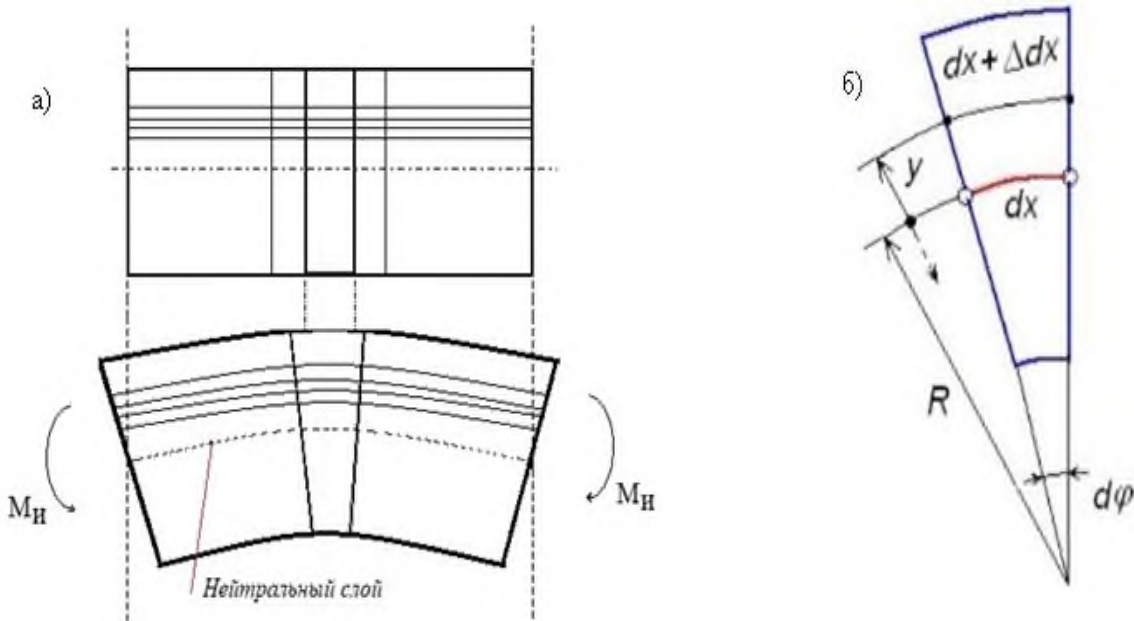 а)
Mи
Mи
Нейтральный слой
б)
dx + Δdx
y
dx
R
dφ